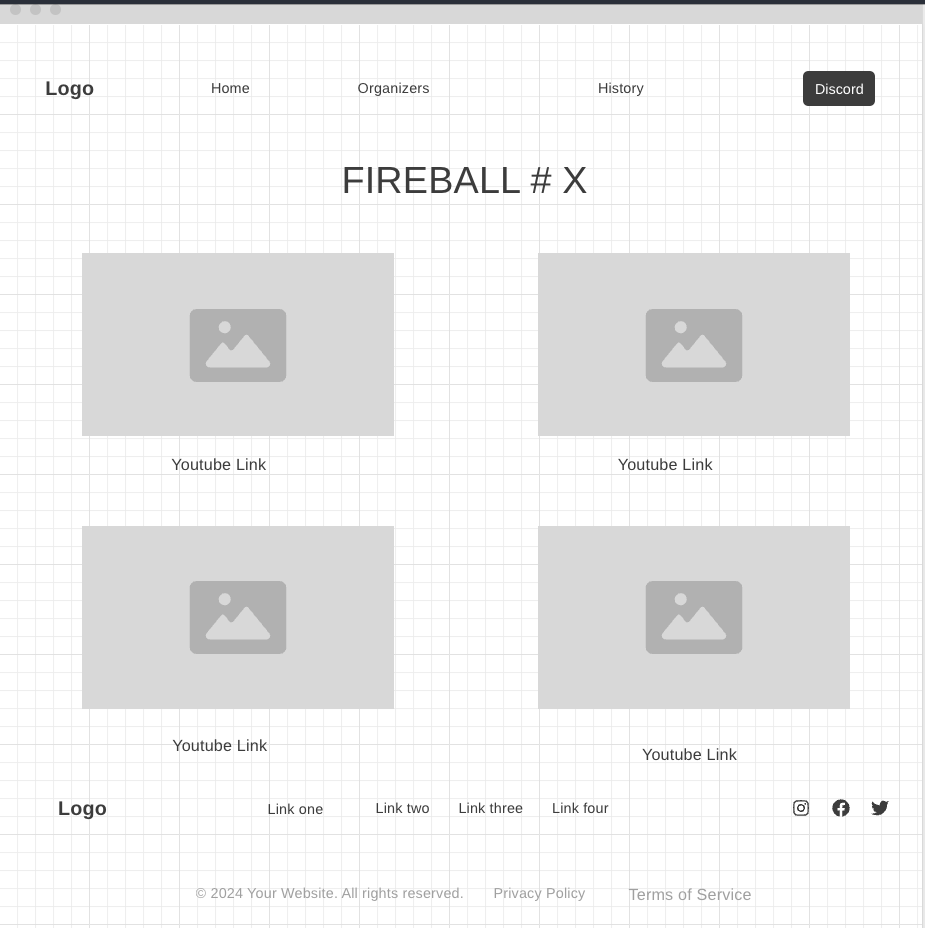 Logo Home Organizers History Discord
FIREBALL # X
Youtube Link Youtube Link
Youtube Link Youtube Link
Logo Link one Link two Link three Link four
© 2024 Your Website. All rights reserved. Privacy Policy Terms of Service